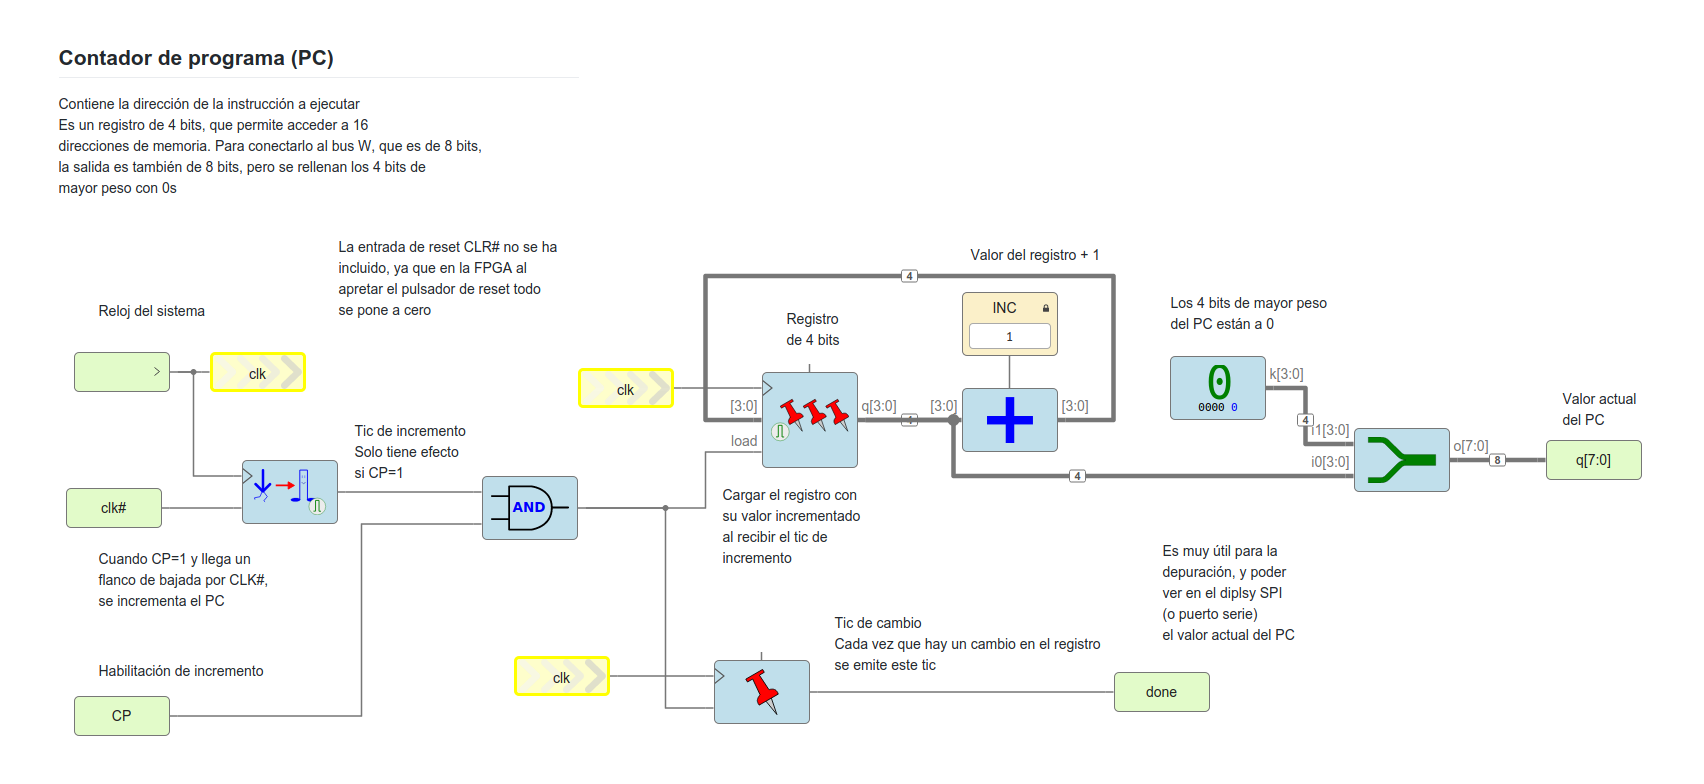 Contador de programa (PC)
Contiene la dirección de la instrucción a ejecutar
Es un registro de 4 bits, que permite acceder a 16
direcciones de memoria. Para conectarlo al bus W, que es de 8 bits,
la salida es también de 8 bits, pero se rellenan los 4 bits de
mayor peso con 0s
La entrada de reset CLR# no se ha
incluido, ya que en la FPGA al
apretar el pulsador de reset todo
se pone a cero
Reloj del sistema
clk
Tic de incremento
Solo tiene efecto
si CP=1
clk#
AND
Cuando CP=1 y llega un
flanco de bajada por CLK#,
se incrementa el PC
Habilitación de incremento
CP
Valor del registro + 1
4
Registro
de 4 bits
clk
[3:0]
load
q[3:0]
4
[3:0]
INC
1
[3:0]
Cargar el registro con
su valor incrementado
al recibir el tic de
incremento
4
Los 4 bits de mayor peso
del PC están a 0
0
0000 0
k[3:0]
4
i1[3:0]
i0[3:0]
o[7:0]
8
Valor actual
del PC
q[7:0]
Es muy útil para la
depuración, y poder
ver en el diplsy SPI
(o puerto serie)
el valor actual del PC
Tic de cambio
Cada vez que hay un cambio en el registro
se emite este tic
clk
done